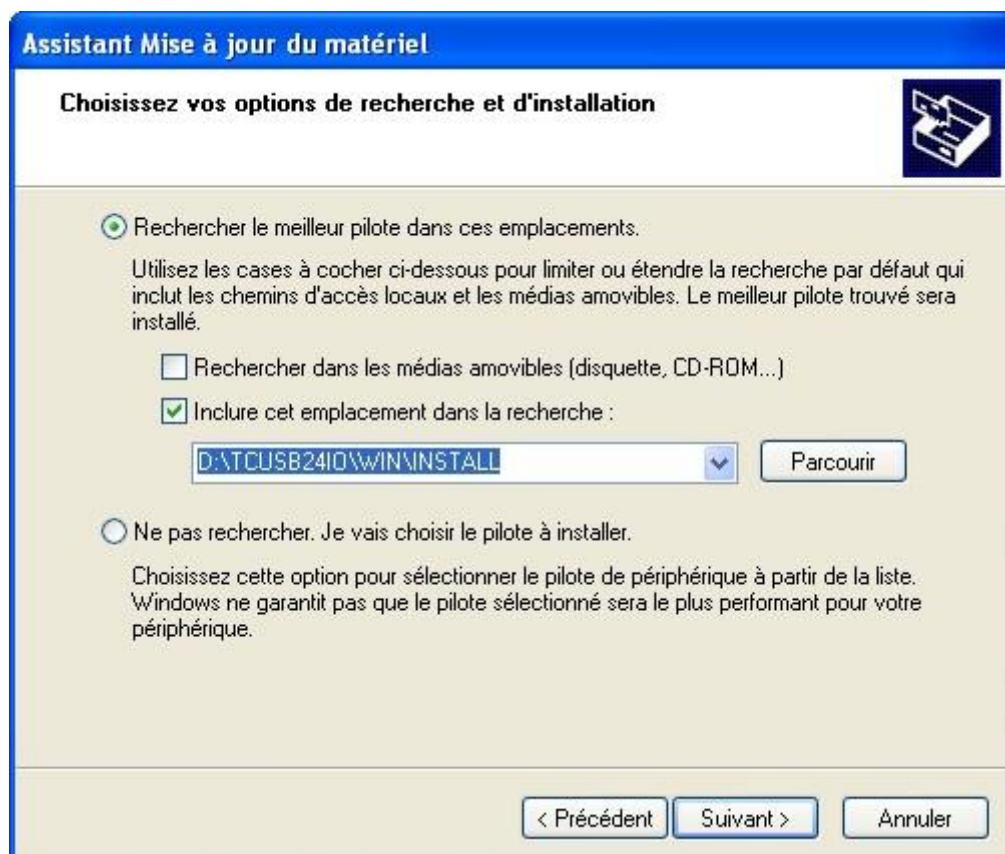 Assistant Mise à jour du matériel
Choisissez vos options de recherche et d'installation
Rechercher le meilleur pilote dans ces emplacements.
Utilisez les cases à cocher ci-dessous pour limiter ou étendre la recherche par défaut qui
inclut les chemins d'accès locaux et les médias amovibles. Le meilleur pilote trouvé sera
installé.
Rechercher dans les médias amovibles (disquette, CD-ROM...)
Inclure cet emplacement dans la recherche :
D:\TCUSB24IO\WIN\INSTALL
Parcourir
Ne pas rechercher. Je vais choisir le pilote à installer.
Choisissez cette option pour sélectionner le pilote de périphérique à partir de la liste.
Windows ne garantit pas que le pilote sélectionné sera le plus performant pour votre
périphérique.
< Précédent Suivant > Annuler